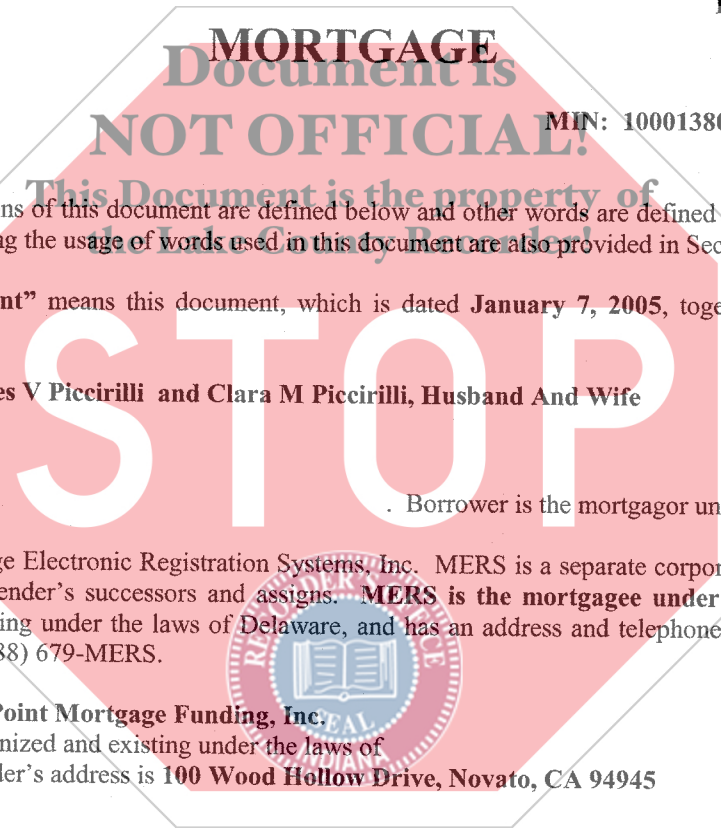 MORTGAGE
Document is
NOT OFFICIAL!
MIN: 10001380
This Document is the property of
ns of this document are defined below and other words are defined
the Lake County Recorder!
ng the usage of words used in this document are also provided in Sec
nt” means this document, which is dated January 7, 2005, toge
STOP
es V Piccirilli and Clara M Piccirilli, Husband And Wife
. Borrower is the mortgagor un
ge Electronic Registration Systems, Inc. MERS is a separate corpor
ender’s successors and assigns. MERS is the mortgagee under
ing under the laws of Delaware, and has an address and telephone
88) 679-MERS.
RECORDER'S OFFICE
SEAL
INDIANA
Point Mortgage Funding, Inc.
nized and existing under the laws of
der’s address is 100 Wood Hollow Drive, Novato, CA 94945